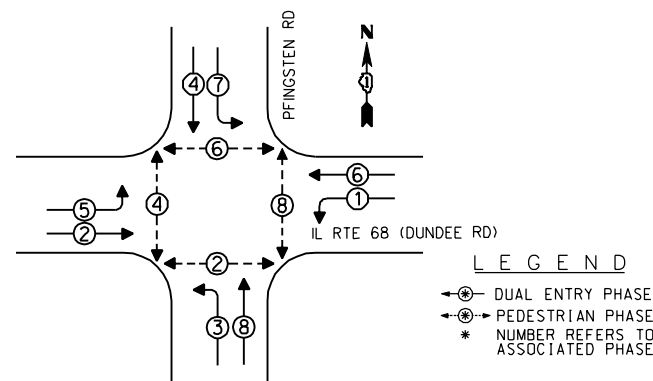 PFINGSTEN RD
N
1
4
7
6
6
1
5
2
4
8
IL RTE 68 (DUNDEE RD)
2
3
8
L E G E N D
* DUAL ENTRY PHASE
* PEDESTRIAN PHASE
* NUMBER REFERS TO
ASSOCIATED PHASE